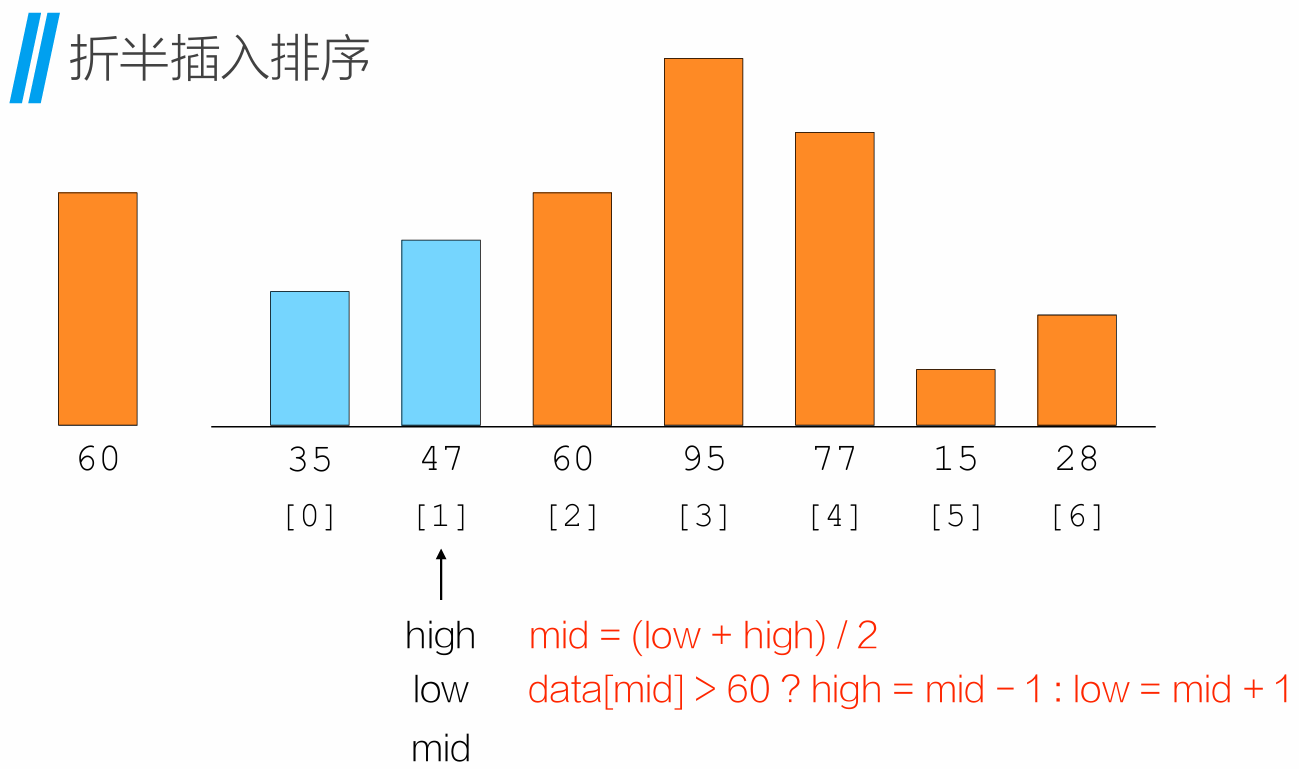 折半插入排序
60 35 47 60 95 77 15 28
[0] [1] [2] [3] [4] [5] [6]
high mid = (low + high) / 2
low data[mid] > 60 ? high = mid - 1 : low = mid + 1
mid